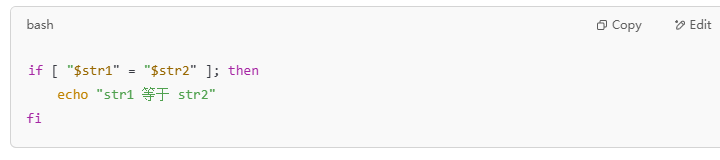 bash
Copy
Edit
if [ "$str1" = "$str2" ]; then
    echo "str1 等于 str2"
fi